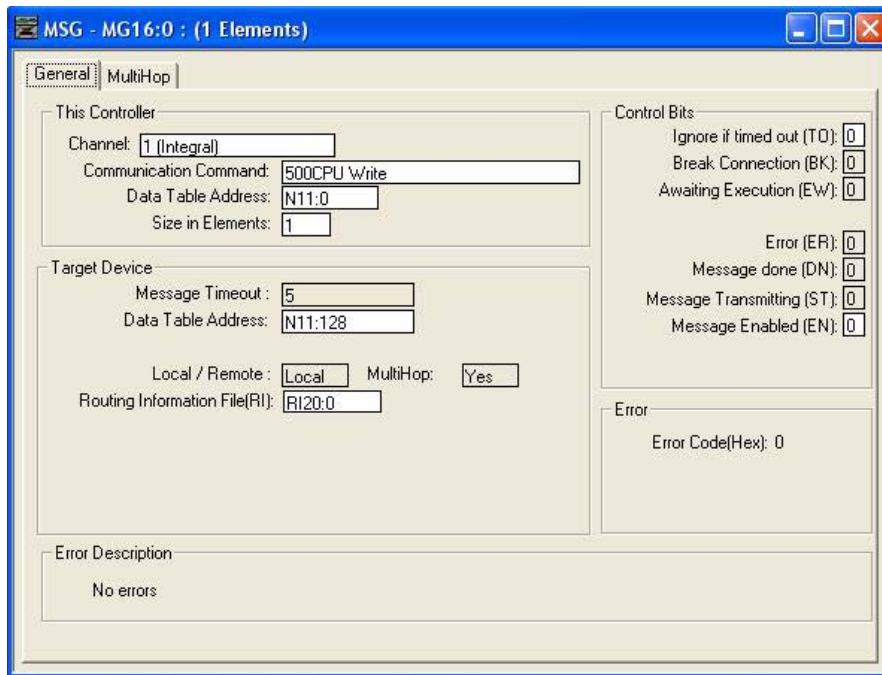 MSG - MG16:0 : (1 Elements)
General MultiHop
This Controller
Channel: 1 (Integral)
Communication Command: 500CPU Write
Data Table Address: N11:0
Size in Elements: 1
Target Device
Message Timeout : 5
Data Table Address: N11:128
Local / Remote : Local MultiHop: Yes
Routing Information File(RI): RI20:0
Control Bits
Ignore if timed out (TO): 0
Break Connection (BK): 0
Awaiting Execution (EW): 0
Error (ER): 0
Message done (DN): 0
Message Transmitting (ST): 0
Message Enabled (EN): 0
Error
Error Code(Hex): 0
Error Description
No errors